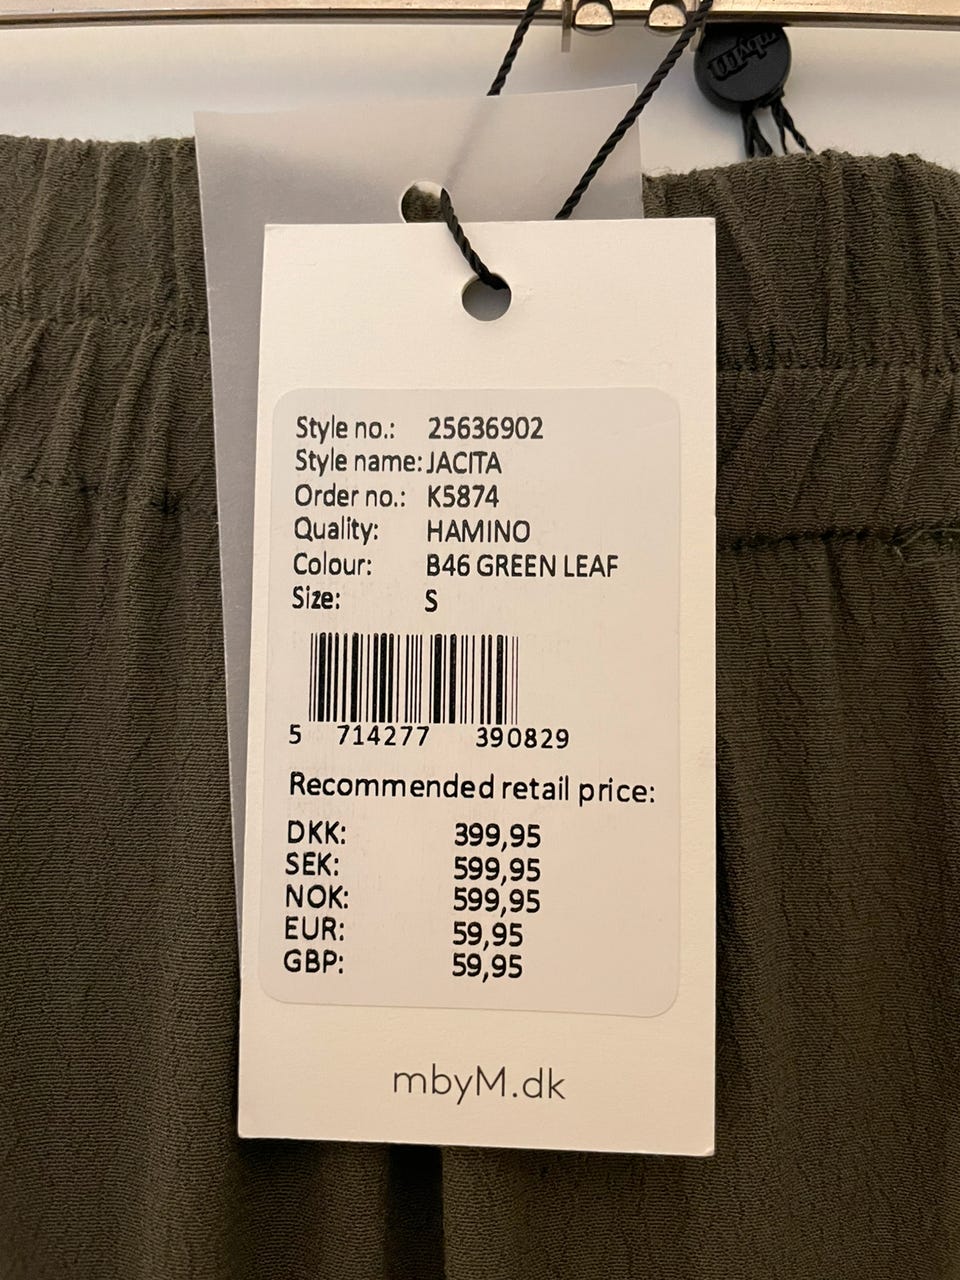 mbyM
Style no.: 25636902
Style name: JACITA
Order no.: K5874
Quality: HAMINO
Colour: B46 GREEN LEAF
Size: S
5 714277 390829
Recommended retail price:
DKK: 399,95
SEK: 599,95
NOK: 599,95
EUR: 59,95
GBP: 59,95
mbyM.dk